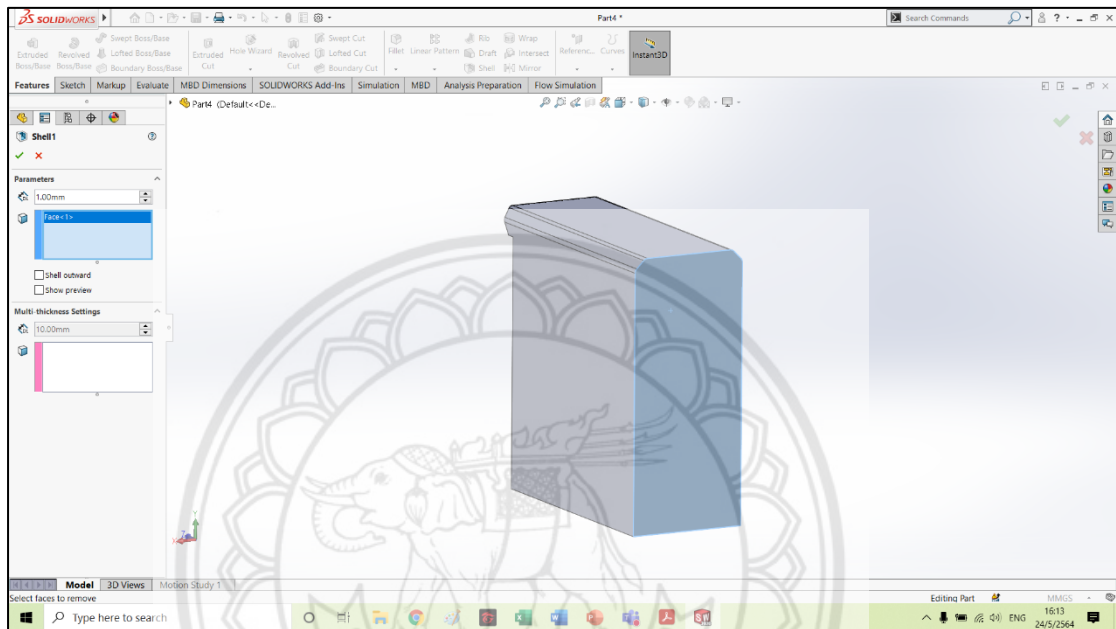 SOLIDWORKS
Part4 *
Search Commands
Extruded Boss/Base
Revolved Boss/Base
Swept Boss/Base
Lofted Boss/Base
Boundary Boss/Base
Extruded Cut
Hole Wizard
Revolved Cut
Swept Cut
Lofted Cut
Boundary Cut
Fillet
Linear Pattern
Rib
Draft
Shell
Wrap
Intersect
Mirror
Referenc...
Curves
Instant3D
Features Sketch Markup Evaluate MBD Dimensions SOLIDWORKS Add-Ins Simulation MBD Analysis Preparation Flow Simulation
Part4 (Default<<De...
Shell1
Parameters
1.00mm
Face<1>
Shell outward
Show preview
Multi-thickness Settings
10.00mm
Y
X
Model 3D Views Motion Study 1
Select faces to remove
Editing Part
MMGS
Type here to search
ENG
16:13
24/5/2564